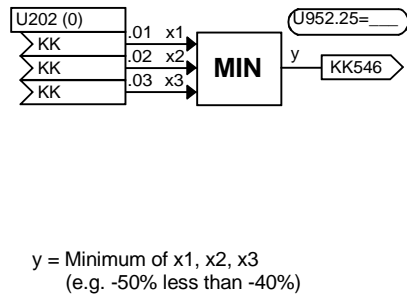 U202 (0)
U952.25=___
KK .01 x1
KK .02 x2
KK .03 x3
MIN
y
KK546
y = Minimum of x1, x2, x3
(e.g. -50% less than -40%)